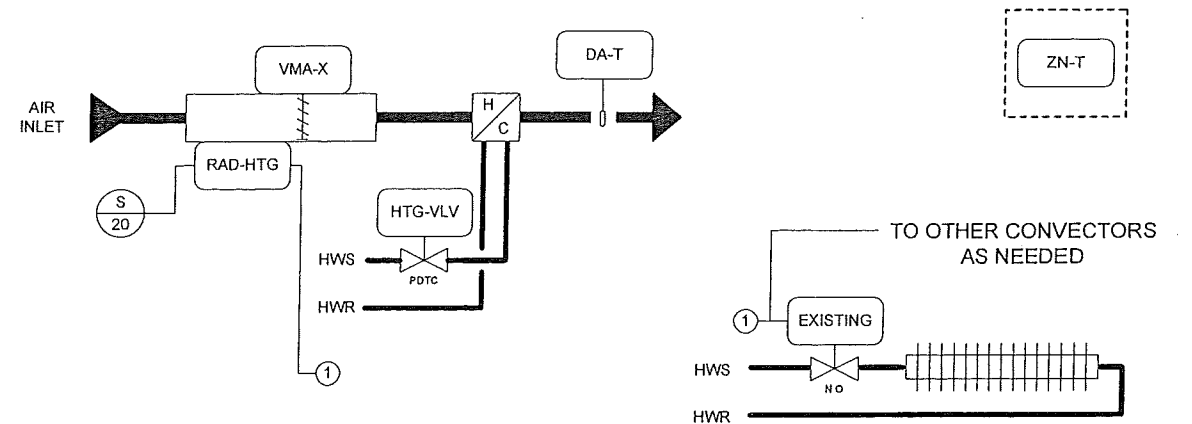 VMA-X
DA-T
ZN-T
AIR
INLET
H
C
RAD-HTG
S
20
HTG-VLV
HWS
PDTC
HWR
1
TO OTHER CONVECTORS
AS NEEDED
1
EXISTING
HWS
NO
HWR